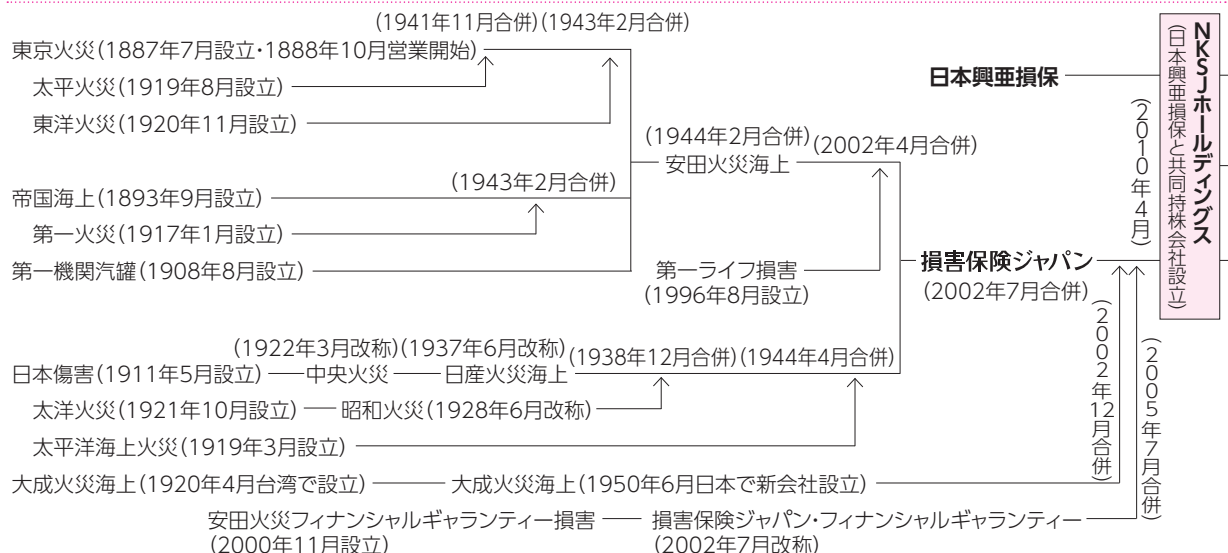 (1941年11月合併)(1943年2月合併)
東京火災(1887年7月設立・1888年10月営業開始)
太平火災(1919年8月設立)
東洋火災(1920年11月設立)
(1944年2月合併)
(2002年4月合併)
安田火災海上
(1943年2月合併)
帝国海上(1893年9月設立)
第一火災(1917年1月設立)
第一機関汽罐(1908年8月設立)
第一ライフ損害
(1996年8月設立)
日本興亜損保
損害保険ジャパン
(2002年7月合併)
(2010年4月)
NKSJホールディングス
(日本興亜損保と共同持株会社設立)
(1922年3月改称)(1937年6月改称)(1938年12月合併)(1944年4月合併)
日本傷害(1911年5月設立) 中央火災 日産火災海上
太洋火災(1921年10月設立) 昭和火災(1928年6月改称)
太平洋海上火災(1919年3月設立)
大成火災海上(1920年4月台湾で設立) 大成火災海上(1950年6月日本で新会社設立)
(2002年12月合併)
(2005年7月合併)
安田火災フィナンシャルギャランティー損害 損害保険ジャパン・フィナンシャルギャランティー
(2000年11月設立) (2002年7月改称)